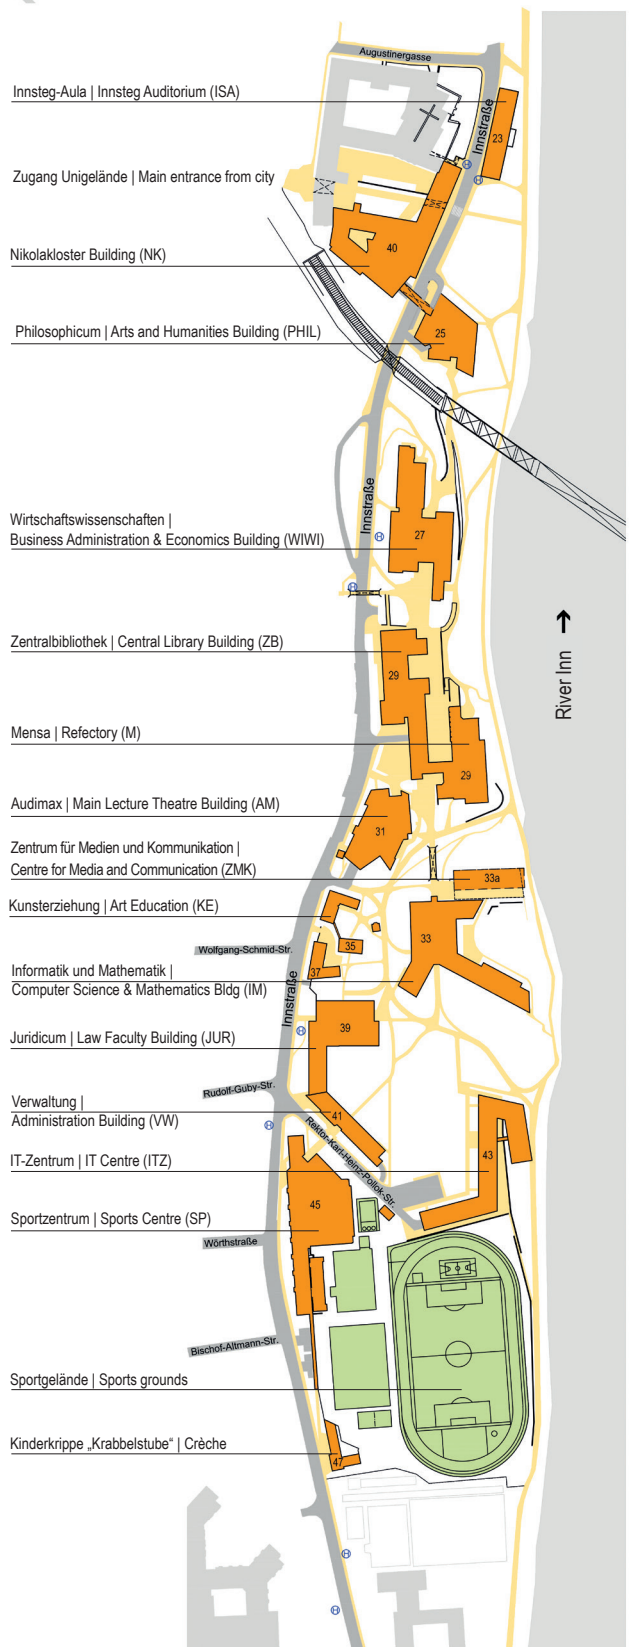 Augustinergasse
Innsteg-Aula | Innsteg Auditorium (ISA)
Innstraße
23
Zugang Unigelände | Main entrance from city
H
H
40
Nikolakloster Building (NK)
Philosophicum | Arts and Humanities Building (PHIL)
25
Innstraße
Wirtschaftswissenschaften |
Business Administration & Economics Building (WIWI)
27
H
H
River Inn
Zentralbibliothek | Central Library Building (ZB)
29
Mensa | Refectory (M)
29
Audimax | Main Lecture Theatre Building (AM)
31
Zentrum für Medien und Kommunikation |
Centre for Media and Communication (ZMK)
33a
Kunsterziehung | Art Education (KE)
35
33
Wolfgang-Schmid-Str.
37
Informatik und Mathematik |
Computer Science & Mathematics Bldg (IM)
Innstraße
H
39
Juridicum | Law Faculty Building (JUR)
Rudolf-Guby-Str.
Verwaltung |
Administration Building (VW)
41
H
Rektor-Karl-Heinz-Pollok-Str.
43
IT-Zentrum | IT Centre (ITZ)
45
Sportzentrum | Sports Centre (SP)
Wörthstraße
Bischof-Altmann-Str.
Sportgelände | Sports grounds
Kinderkrippe „Krabbelstube“ | Crèche
47
H
H